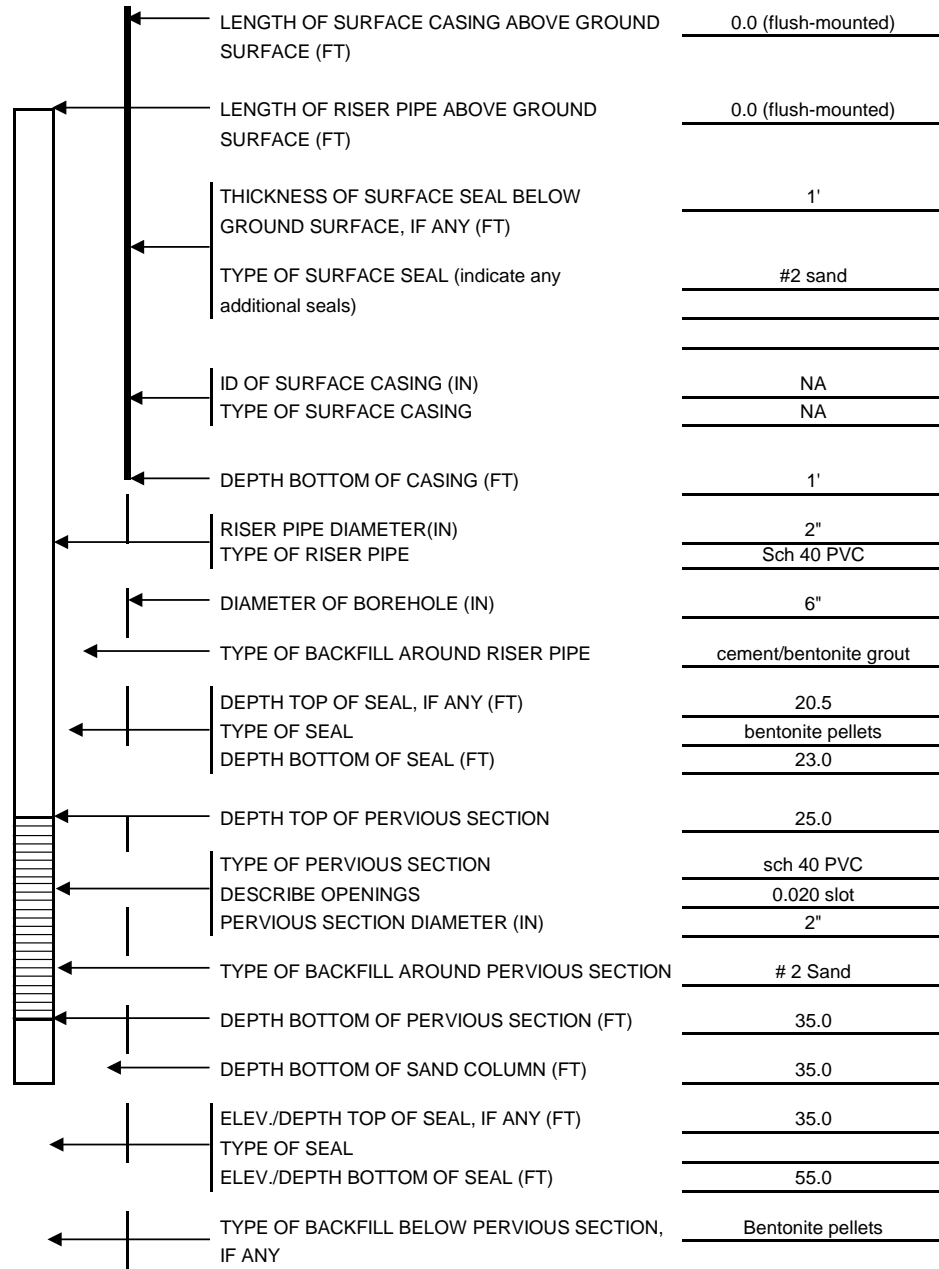 LENGTH OF SURFACE CASING ABOVE GROUND 0.0 (flush-mounted)
SURFACE (FT)
LENGTH OF RISER PIPE ABOVE GROUND 0.0 (flush-mounted)
SURFACE (FT)
THICKNESS OF SURFACE SEAL BELOW 1'
GROUND SURFACE, IF ANY (FT)
TYPE OF SURFACE SEAL (indicate any #2 sand
additional seals)
ID OF SURFACE CASING (IN) NA
TYPE OF SURFACE CASING NA
DEPTH BOTTOM OF CASING (FT) 1'
RISER PIPE DIAMETER(IN) 2"
TYPE OF RISER PIPE Sch 40 PVC
DIAMETER OF BOREHOLE (IN) 6"
TYPE OF BACKFILL AROUND RISER PIPE cement/bentonite grout
DEPTH TOP OF SEAL, IF ANY (FT) 20.5
TYPE OF SEAL bentonite pellets
DEPTH BOTTOM OF SEAL (FT) 23.0
DEPTH TOP OF PERVIOUS SECTION 25.0
TYPE OF PERVIOUS SECTION sch 40 PVC
DESCRIBE OPENINGS 0.020 slot
PERVIOUS SECTION DIAMETER (IN) 2"
TYPE OF BACKFILL AROUND PERVIOUS SECTION # 2 Sand
DEPTH BOTTOM OF PERVIOUS SECTION (FT) 35.0
DEPTH BOTTOM OF SAND COLUMN (FT) 35.0
ELEV./DEPTH TOP OF SEAL, IF ANY (FT) 35.0
TYPE OF SEAL
ELEV./DEPTH BOTTOM OF SEAL (FT) 55.0
TYPE OF BACKFILL BELOW PERVIOUS SECTION, Bentonite pellets
IF ANY